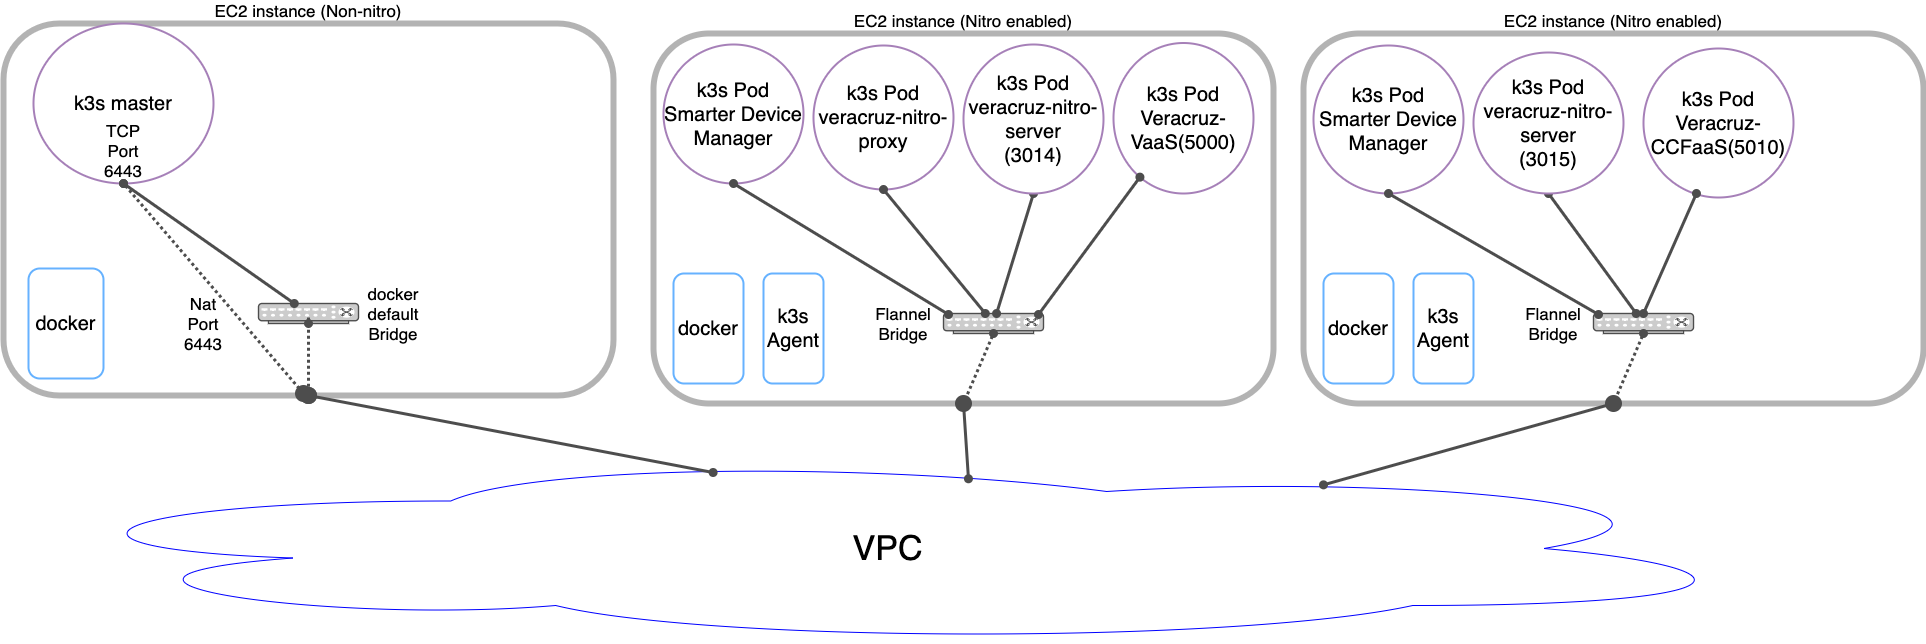 EC2 instance (Non-nitro)
k3s master
TCP
Port
6443
docker
Nat
Port
6443
docker
default
Bridge
EC2 instance (Nitro enabled)
k3s Pod
Smarter Device
Manager
k3s Pod
veracruz-nitro-
proxy
k3s Pod
veracruz-nitro-
server
(3014)
k3s Pod
Veracruz-
VaaS(5000)
docker
k3s
Agent
Flannel
Bridge
EC2 instance (Nitro enabled)
k3s Pod
Smarter Device
Manager
k3s Pod
veracruz-nitro-
server
(3015)
k3s Pod
Veracruz-
CCFaaS(5010)
docker
k3s
Agent
Flannel
Bridge
VPC